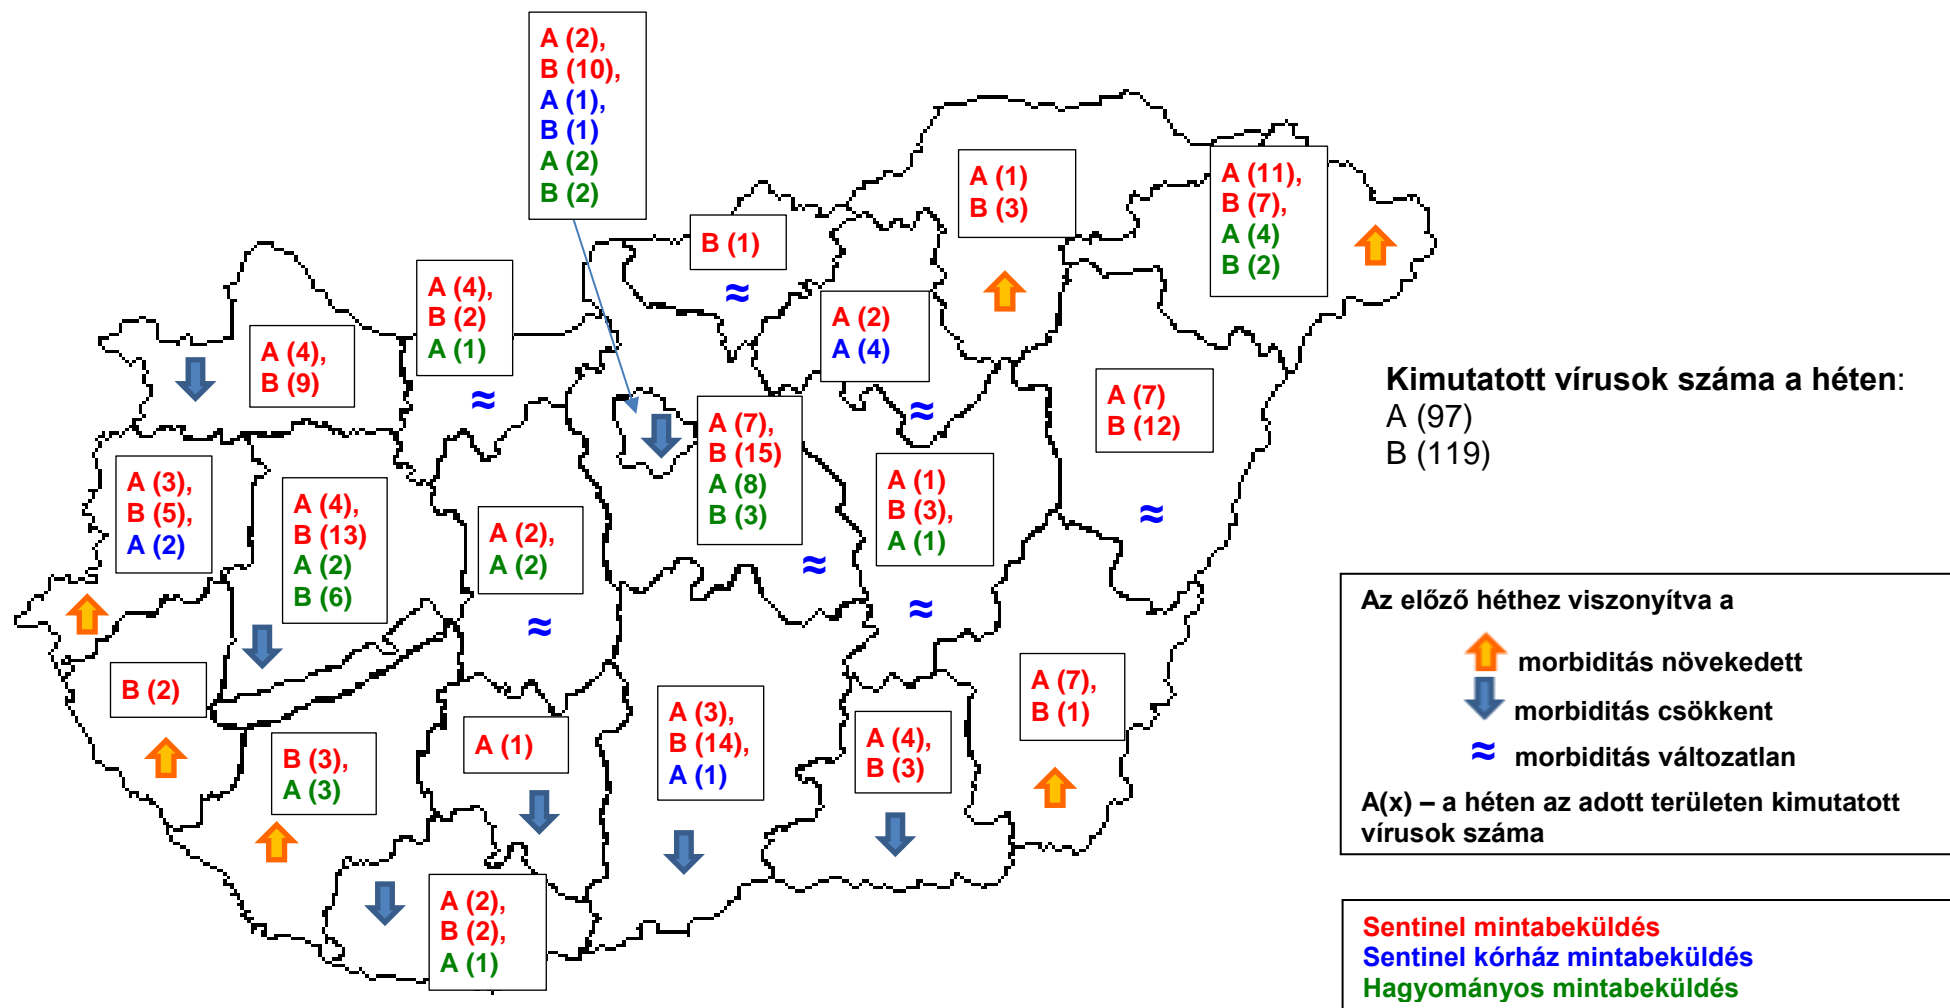 A (2),
B (10),
A (1),
B (1)
A (2)
B (2)
B (1)
≈
A (1)
B (3)
A (11),
B (7),
A (4)
B (2)
A (4),
B (2)
A (1)
≈
A (4),
B (9)
A (2)
A (4)
≈
A (7)
B (12)
≈
A (7),
B (15)
A (8)
B (3)
≈
A (1)
B (3),
A (1)
≈
A (3),
B (5),
A (2)
A (4),
B (13)
A (2)
B (6)
A (2),
A (2)
≈
B (2)
B (3),
A (3)
A (1)
A (3),
B (14),
A (1)
A (4),
B (3)
A (7),
B (1)
A (2),
B (2),
A (1)
Kimutatott vírusok száma a héten:
A (97)
B (119)
Az előző héthez viszonyítva a
morbiditás növekedett
morbiditás csökkent
≈ morbiditás változatlan
A(x) – a héten az adott területen kimutatott
vírusok száma
Sentinel mintabeküldés
Sentinel kórház mintabeküldés
Hagyományos mintabeküldés